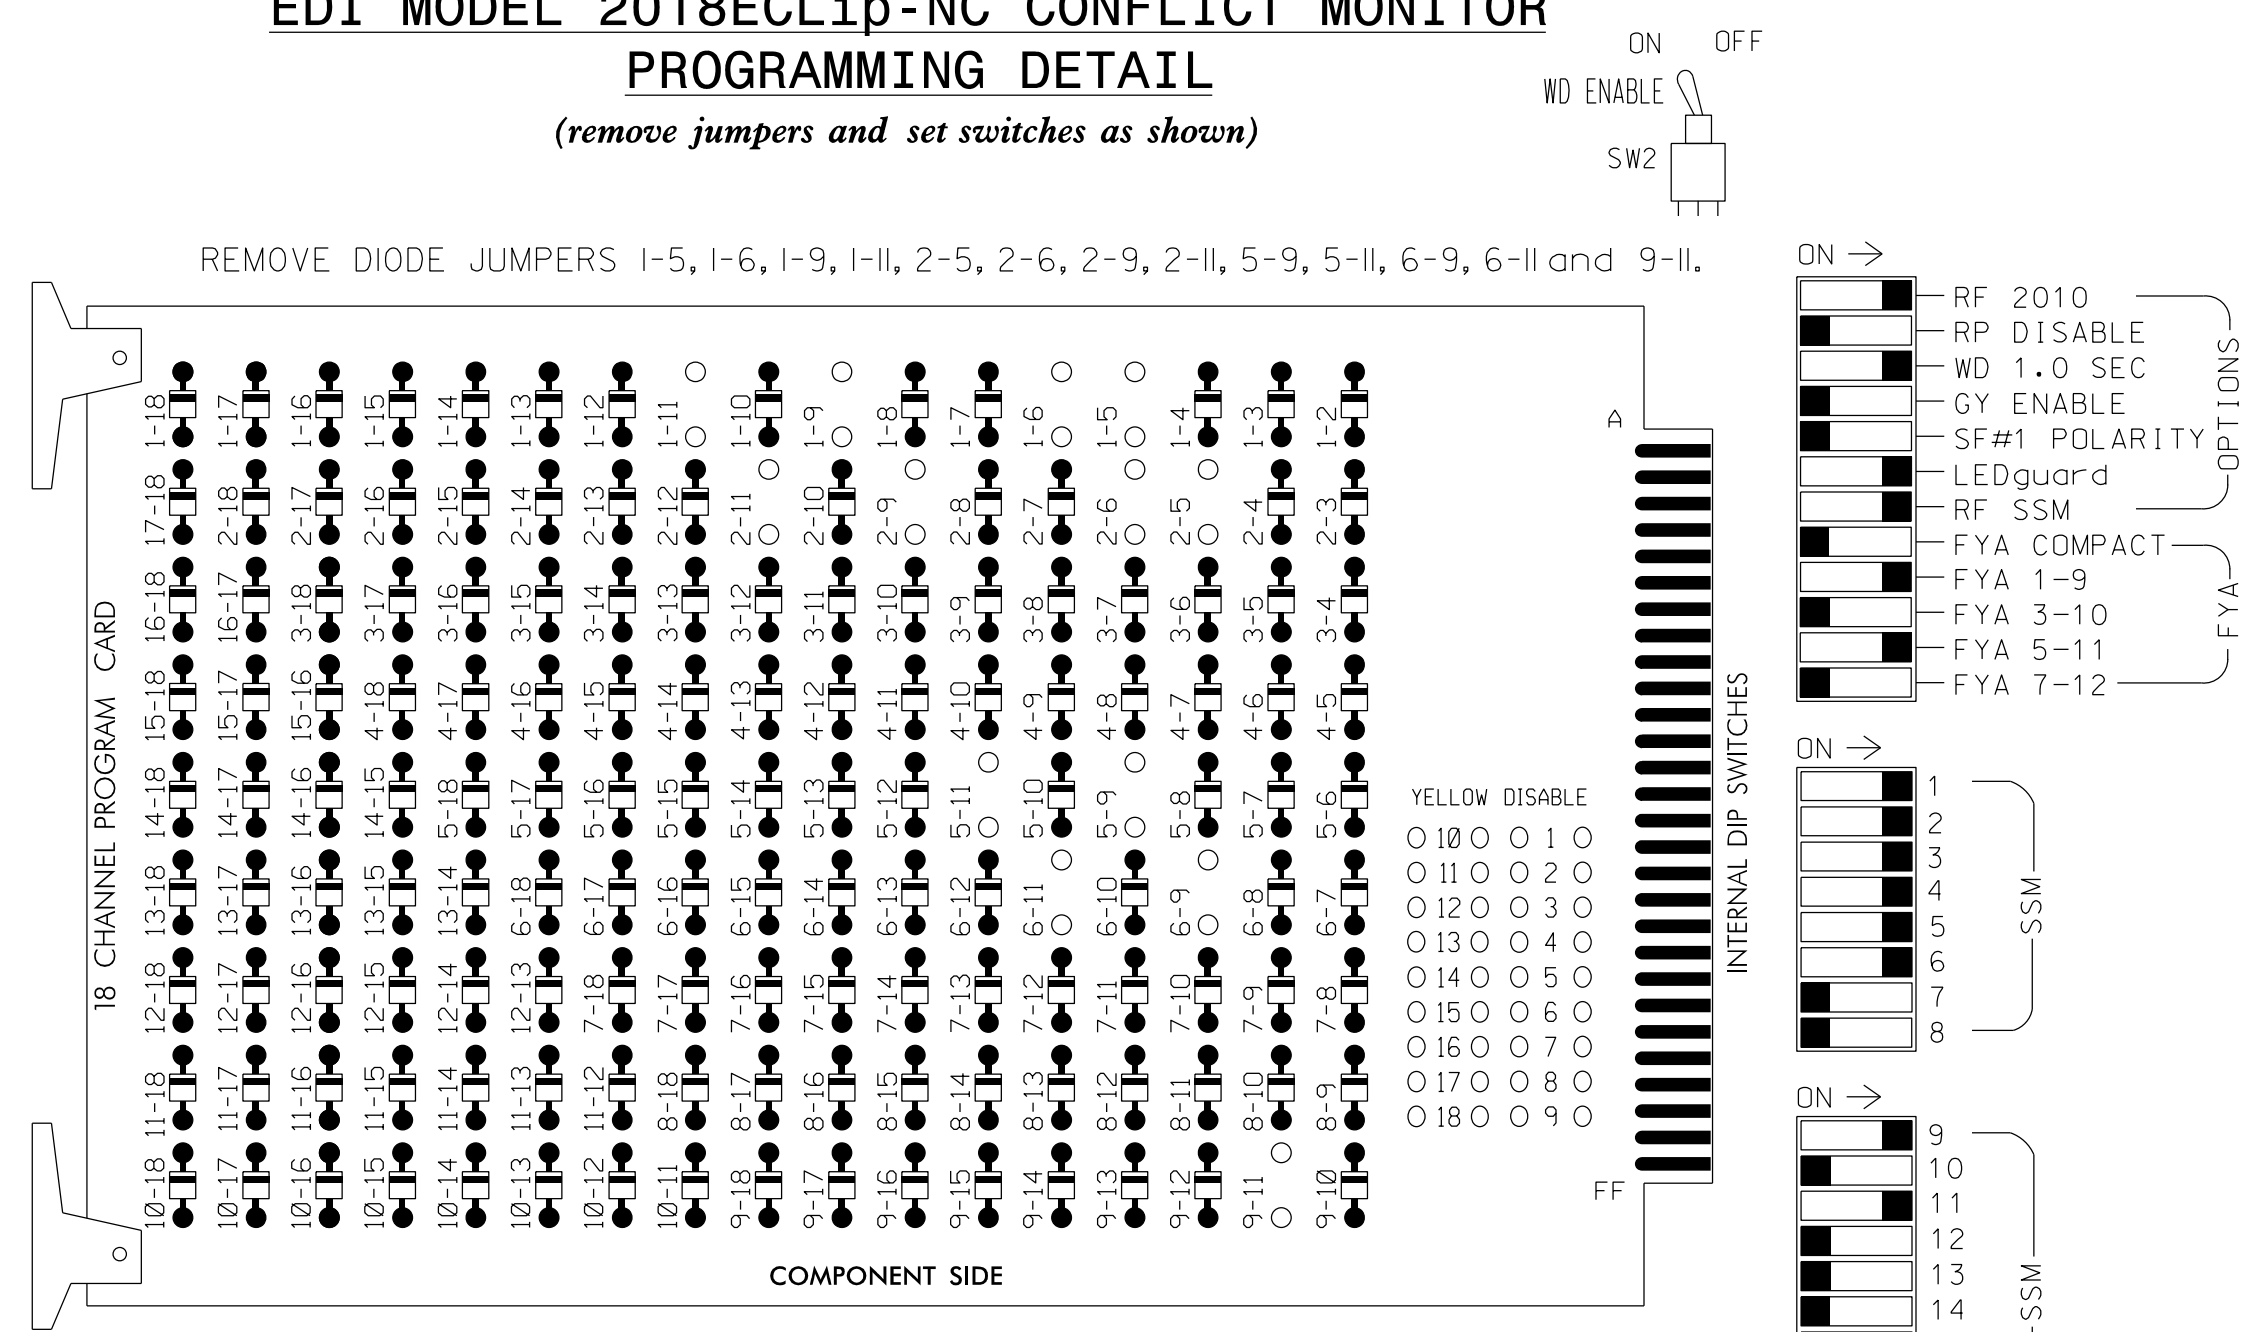 EDI MODEL 2018ECLip-NC CONFLICT MONITOR
PROGRAMMING DETAIL
(remove jumpers and set switches as shown)
ON OFF
WD ENABLE
SW2
REMOVE DIODE JUMPERS 1-5, 1-6, 1-9, 1-11, 2-5, 2-6, 2-9, 2-11, 5-9, 5-11, 6-9, 6-11 and 9-11.
18 CHANNEL PROGRAM CARD
1-18 1-17 1-16 1-15 1-14 1-13 1-12 1-11 1-10 1-9 1-8 1-7 1-6 1-5 1-4 1-3 1-2
17-18 2-18 2-17 2-16 2-15 2-14 2-13 2-12 2-11 2-10 2-9 2-8 2-7 2-6 2-5 2-4 2-3
16-18 16-17 3-18 3-17 3-16 3-15 3-14 3-13 3-12 3-11 3-10 3-9 3-8 3-7 3-6 3-5 3-4
15-18 15-17 15-16 4-18 4-17 4-16 4-15 4-14 4-13 4-12 4-11 4-10 4-9 4-8 4-7 4-6 4-5
14-18 14-17 14-16 14-15 5-18 5-17 5-16 5-15 5-14 5-13 5-12 5-11 5-10 5-9 5-8 5-7 5-6
13-18 13-17 13-16 13-15 13-14 6-18 6-17 6-16 6-15 6-14 6-13 6-12 6-11 6-10 6-9 6-8 6-7
12-18 12-17 12-16 12-15 12-14 12-13 7-18 7-17 7-16 7-15 7-14 7-13 7-12 7-11 7-10 7-9 7-8
11-18 11-17 11-16 11-15 11-14 11-13 11-12 8-18 8-17 8-16 8-15 8-14 8-13 8-12 8-11 8-10 8-9
10-18 10-17 10-16 10-15 10-14 10-13 10-12 10-11 9-18 9-17 9-16 9-15 9-14 9-13 9-12 9-11 9-10
COMPONENT SIDE
YELLOW DISABLE
10 1
11 2
12 3
13 4
14 5
15 6
16 7
17 8
18 9
A
FF
INTERNAL DIP SWITCHES
ON
RF 2010
RP DISABLE
WD 1.0 SEC
GY ENABLE
SF#1 POLARITY
LEDguard
RF SSM
OPTIONS
FYA COMPACT
FYA 1-9
FYA 3-10
FYA 5-11
FYA 7-12
FYA
ON
1
2
3
4
5
6
7
8
SSM
ON
9
10
11
12
13
14
SSM